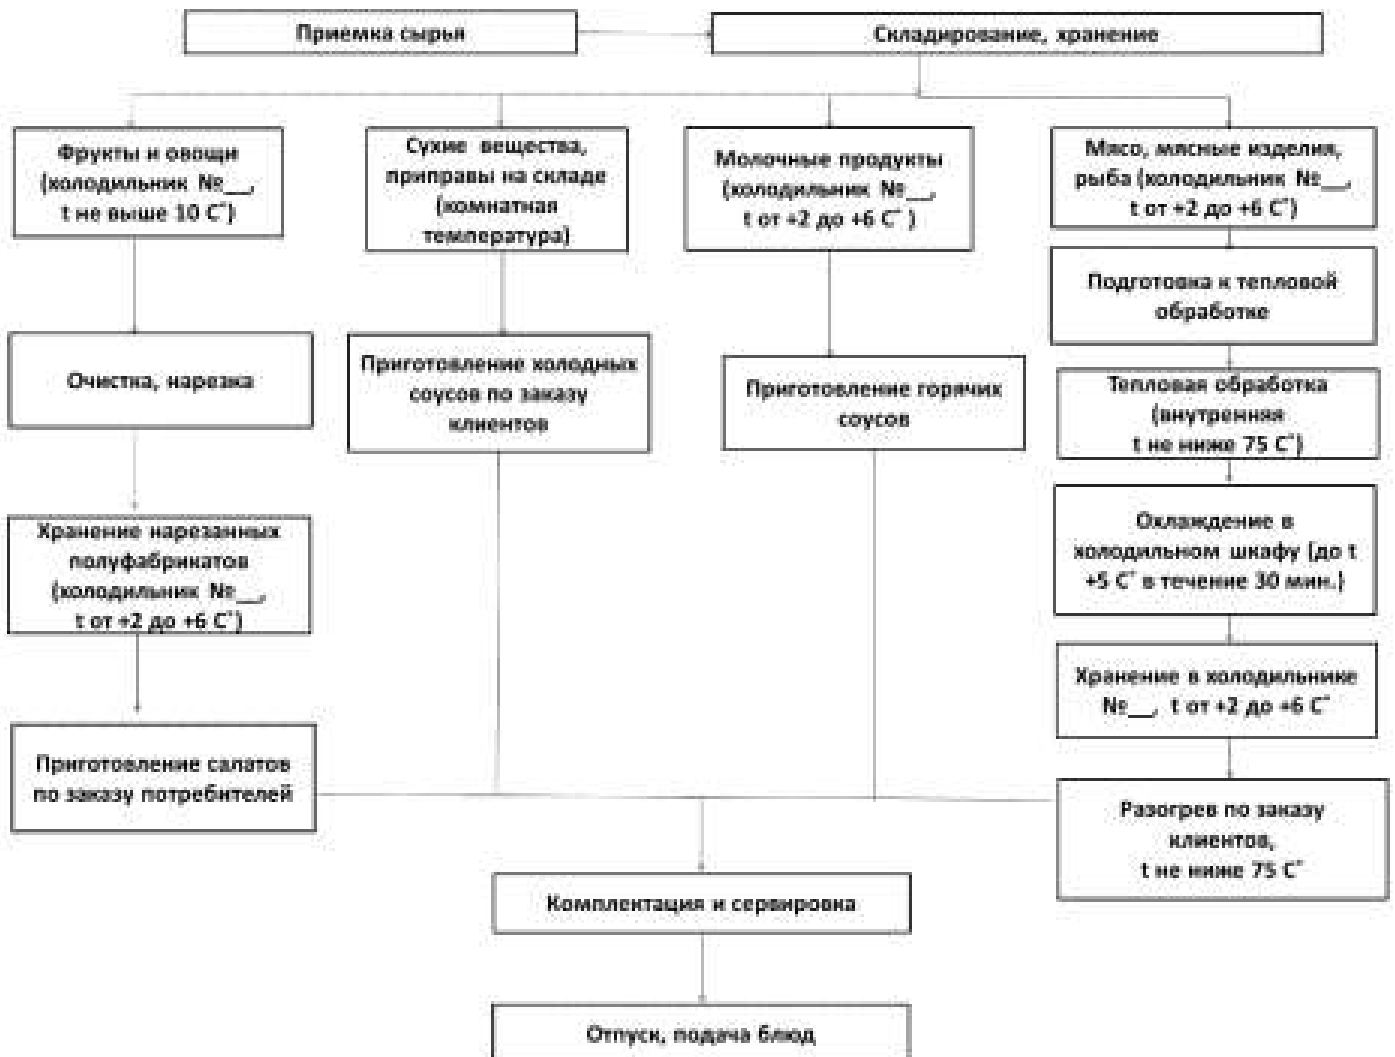 Приемка сырья
Складирование, хранение
Фрукты и овощи
(холодильник №__,
t не выше 10 С˚)
Сухие вещества,
приправы на складе
(комнатная
температура)
Молочные продукты
(холодильник №__,
t от +2 до +6 С˚ )
Мясо, мясные изделия,
рыба (холодильник №__,
t от +2 до +6 С˚)
Подготовка к тепловой
обработке
Очистка, нарезка
Приготовление холодных
соусов по заказу
клиентов
Приготовление горячих
соусов
Тепловая обработка
(внутренняя
t не ниже 75 С˚)
Охлаждение в
холодильном шкафу (до t
+5 С˚ в течение 30 мин.)
Хранение нарезанных
полуфабрикатов
(холодильник №__,
t от +2 до +6 С˚)
Хранение в холодильнике
№__, t от +2 до +6 С˚
Приготовление салатов
по заказу потребителей
Разогрев по заказу
клиентов,
t не ниже 75 С˚
Комплектация и сервировка
Отпуск, подача блюд